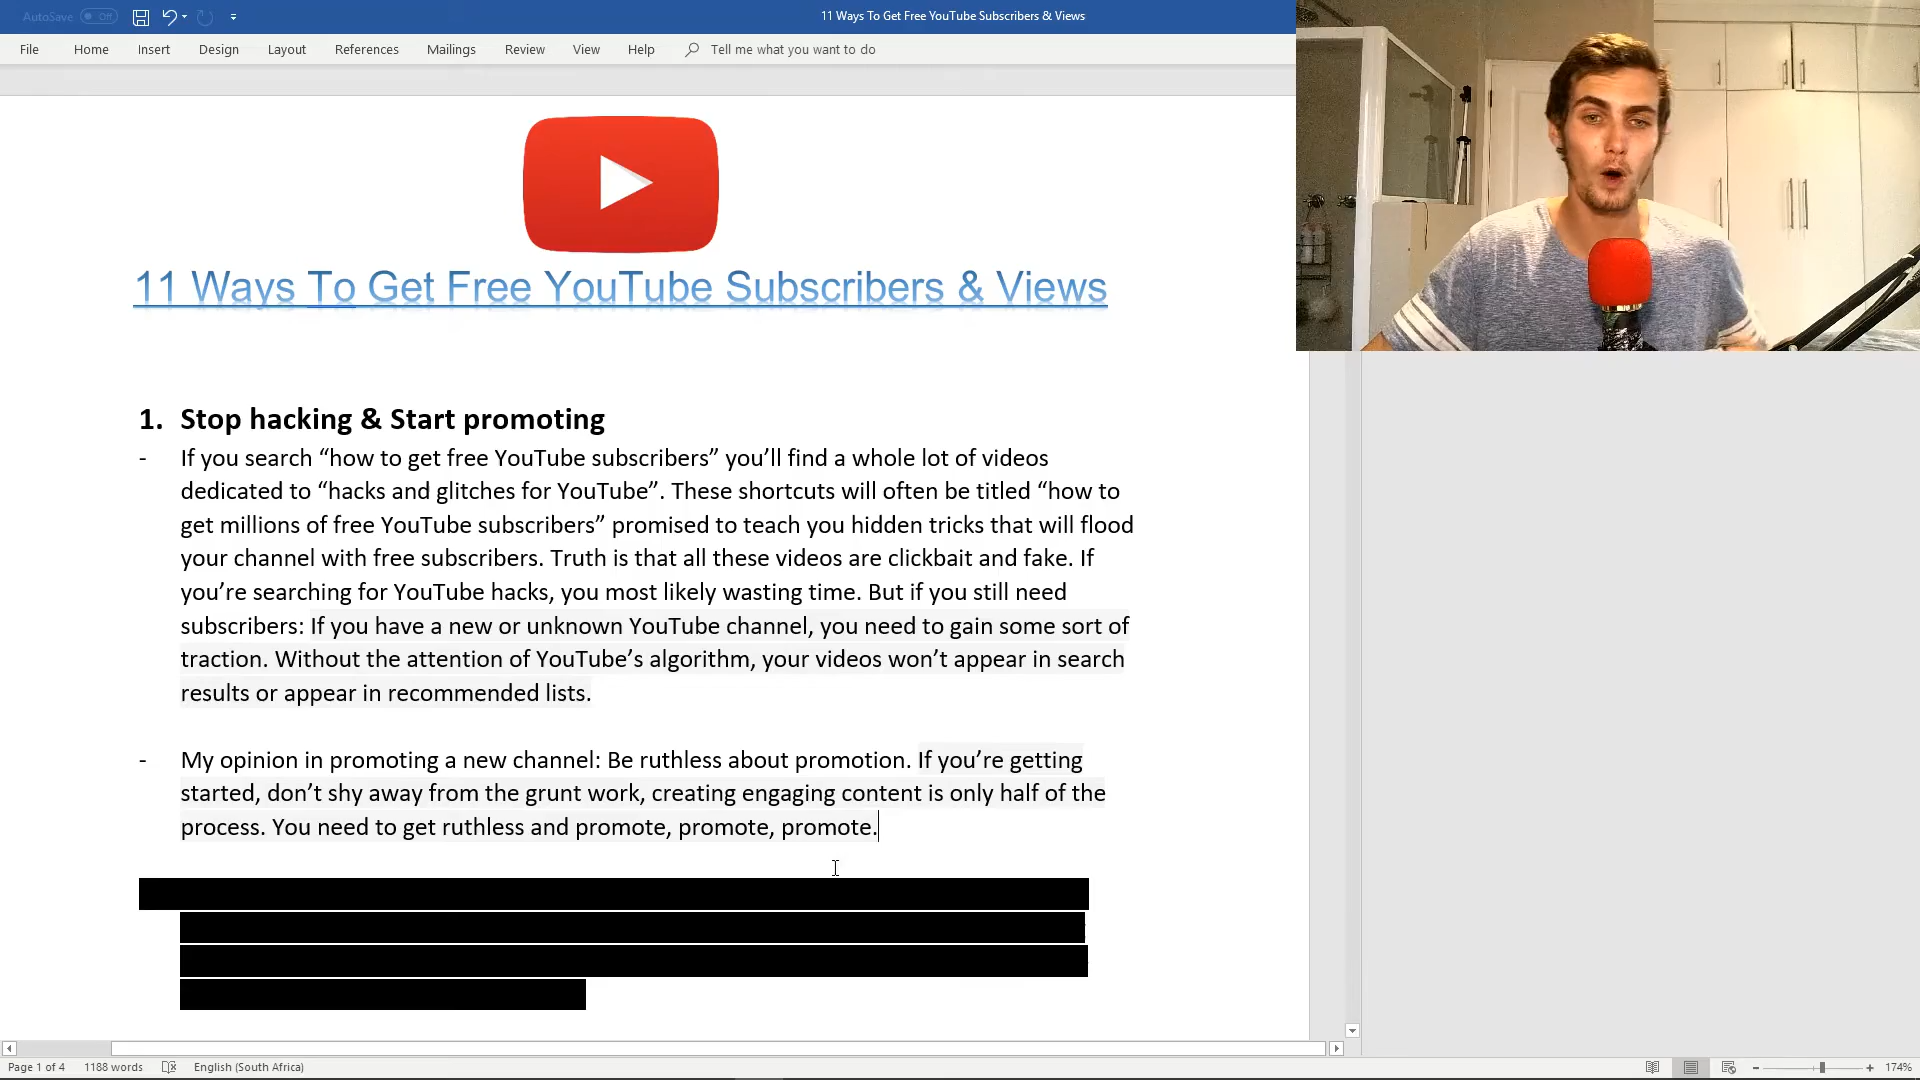 AutoSave Off
11 Ways To Get Free YouTube Subscribers & Views
File Home Insert Design Layout References Mailings Review View Help Tell me what you want to do
11 Ways To Get Free YouTube Subscribers & Views
1. Stop hacking & Start promoting
- If you search “how to get free YouTube subscribers” you’ll find a whole lot of videos
dedicated to “hacks and glitches for YouTube”. These shortcuts will often be titled “how to
get millions of free YouTube subscribers” promised to teach you hidden tricks that will flood
your channel with free subscribers. Truth is that all these videos are clickbait and fake. If
you’re searching for YouTube hacks, you most likely wasting time. But if you still need
subscribers: If you have a new or unknown YouTube channel, you need to gain some sort of
traction. Without the attention of YouTube’s algorithm, your videos won’t appear in search
results or appear in recommended lists.
- My opinion in promoting a new channel: Be ruthless about promotion. If you’re getting
started, don’t shy away from the grunt work, creating engaging content is only half of the
process. You need to get ruthless and promote, promote, promote.
Page 1 of 4 1188 words English (South Africa) 174%